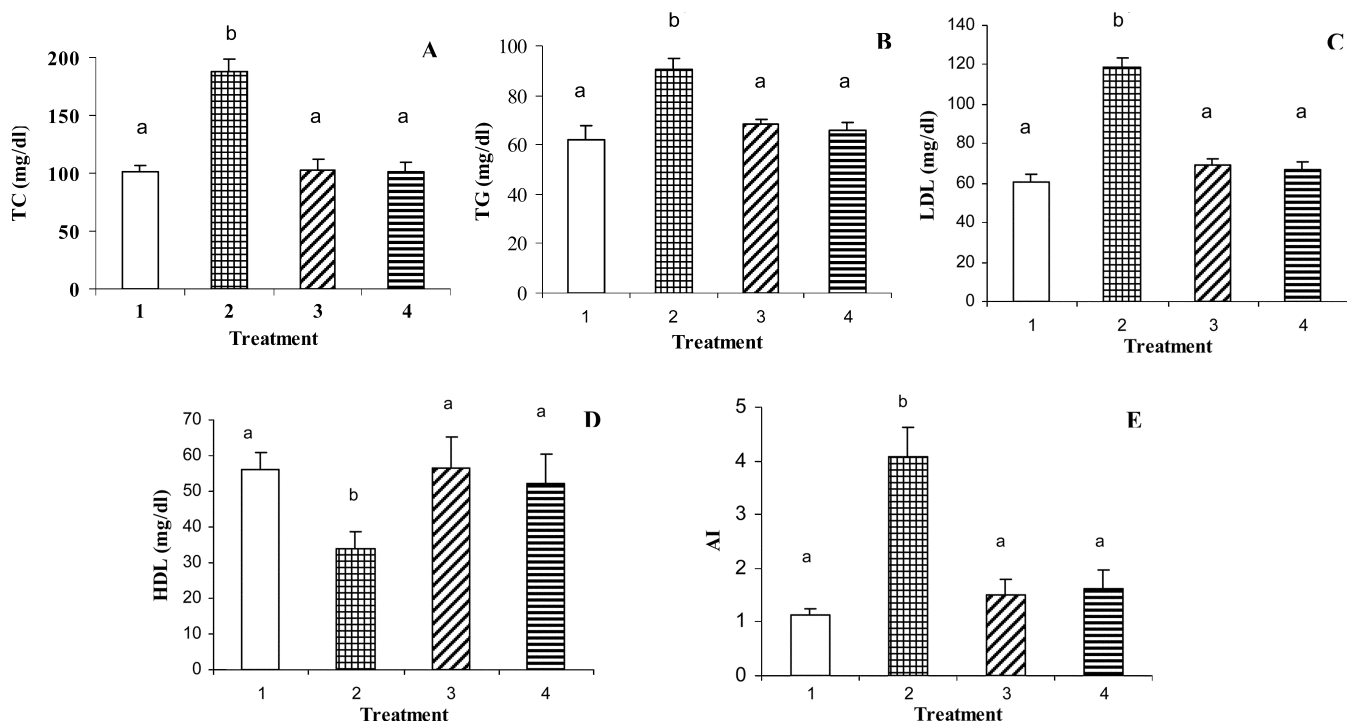 A
TC (mg/dl)
200
150
100
50
0
a
b
a
a
1 2 3 4
Treatment
B
TG (mg/dl)
100
80
60
40
20
0
a
b
a
a
1 2 3 4
Treatment
C
LDL (mg/dl)
140
120
100
80
60
40
20
0
a
b
a
a
1 2 3 4
Treatment
D
HDL (mg/dl)
70
60
50
40
30
20
10
0
a
b
a
a
1 2 3 4
Treatment
E
AI
5
4
3
2
1
0
a
b
a
a
1 2 3 4
Treatment